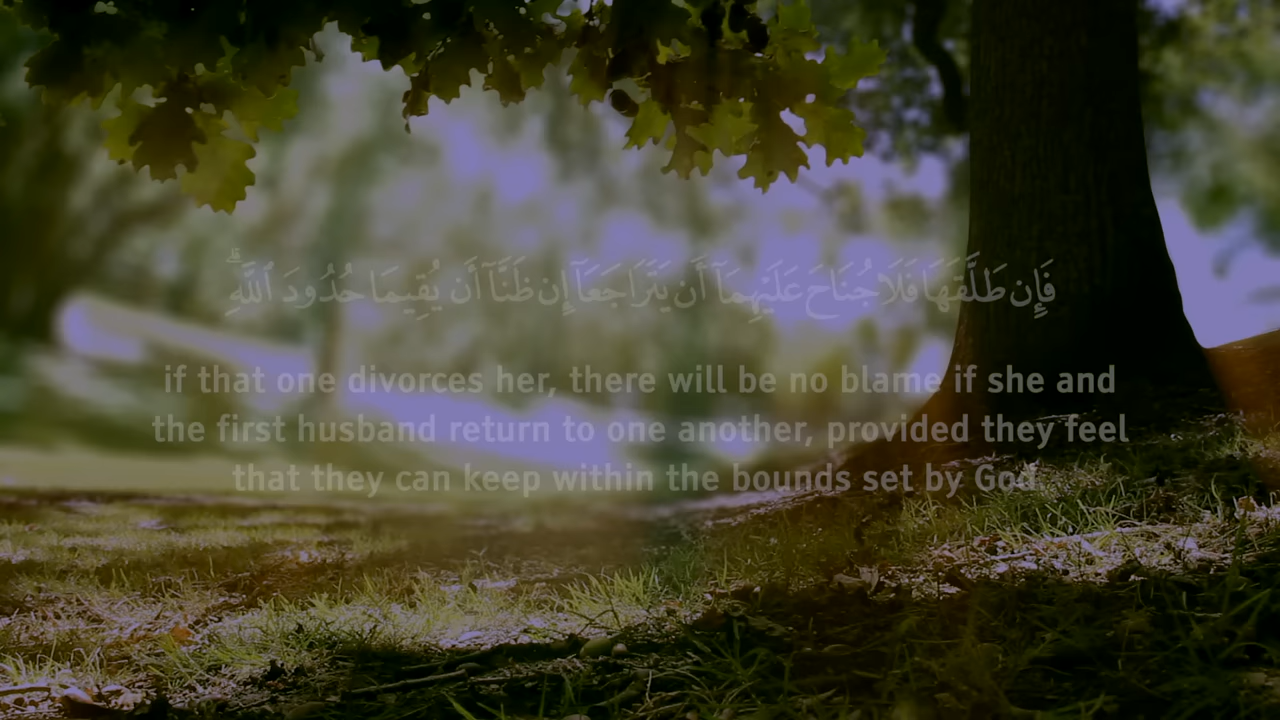 فَإِن طَلَّقَهَا فَلَا جُنَاحَ عَلَيْهِمَآ أَن يَتَرَاجَعَآ إِن ظَنَّآ أَن يُقِيمَا حُدُودَ ٱللَّهِۗ
if that one divorces her, there will be no blame if she and
the first husband return to one another, provided they feel
that they can keep within the bounds set by God.